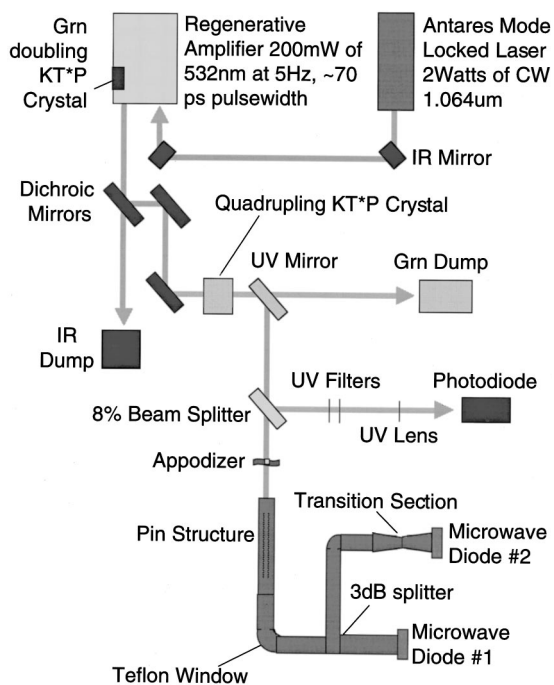 Grn
doubling
KT*P
Crystal
Regenerative
Amplifier 200mW of
532nm at 5Hz, ~70
ps pulsewidth
Antares Mode
Locked Laser
2Watts of CW
1.064um
IR Mirror
Dichroic
Mirrors
Quadrupling KT*P Crystal
UV Mirror
Grn Dump
IR
Dump
UV Filters
Photodiode
8% Beam Splitter
UV Lens
Appodizer
Transition Section
Pin Structure
Microwave
Diode #2
3dB splitter
Microwave
Diode #1
Teflon Window